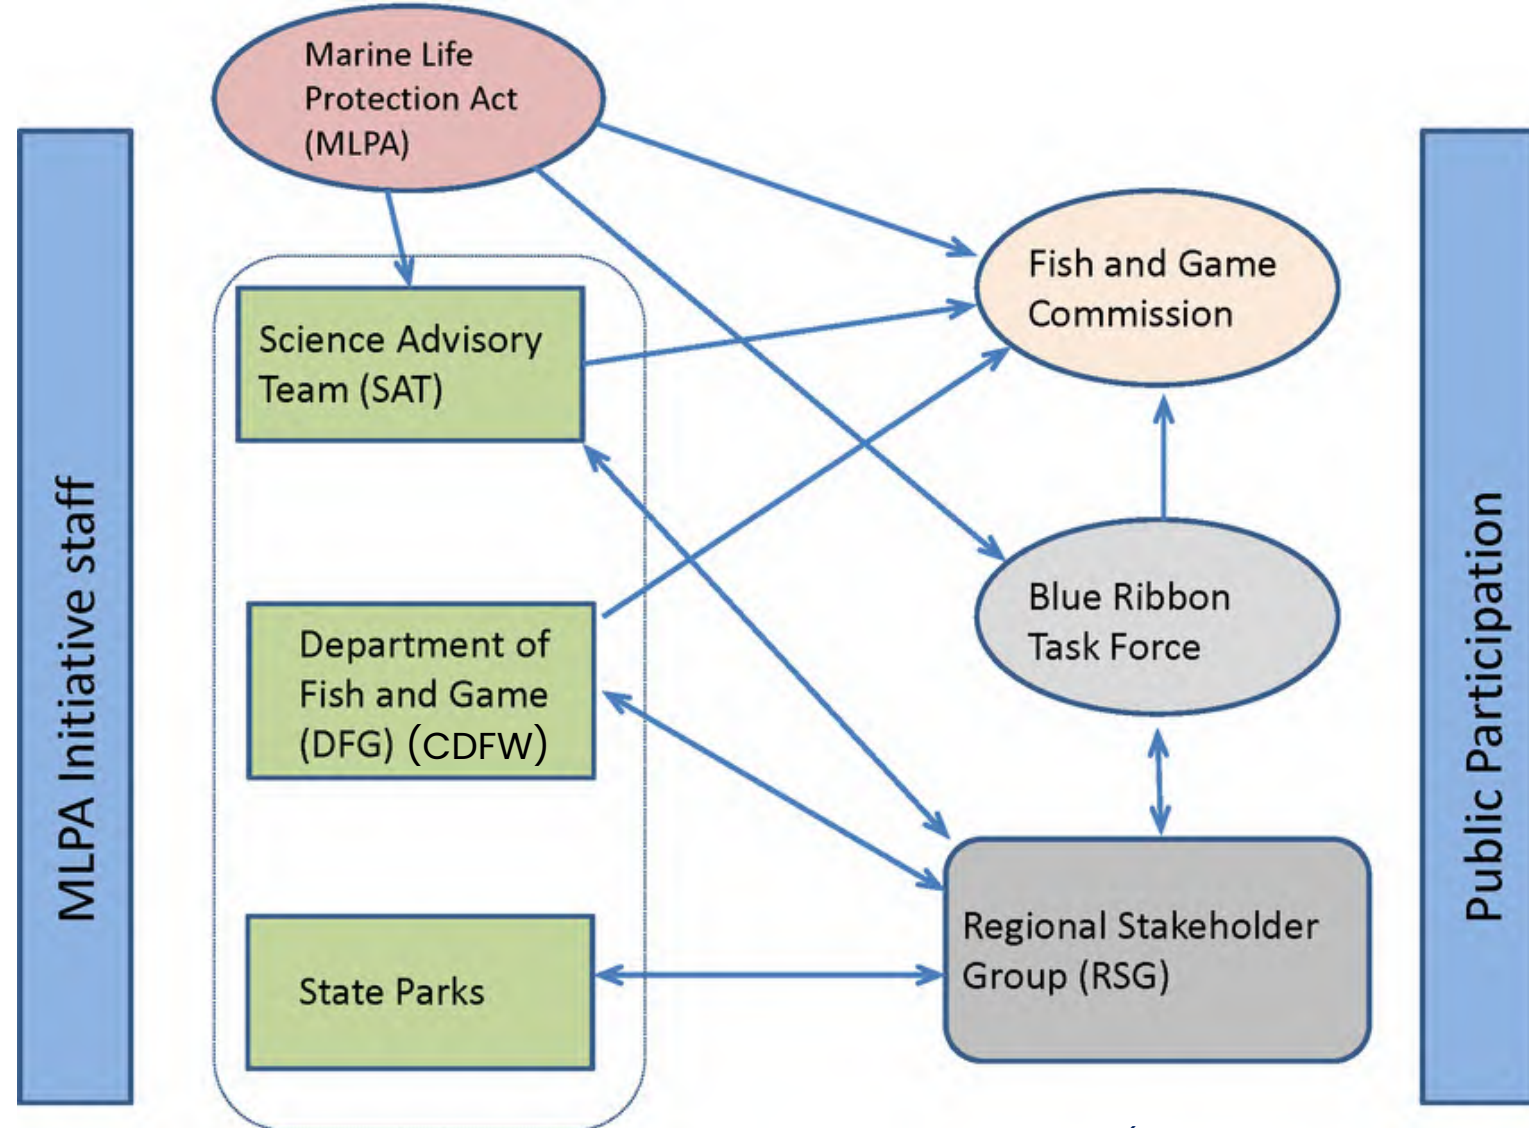 Marine Life
Protection Act
(MLPA)
MLPA Initiative staff
Science Advisory
Team (SAT)
Department of
Fish and Game
(DFG) (CDFW)
State Parks
Fish and Game
Commission
Blue Ribbon
Task Force
Regional Stakeholder
Group (RSG)
Public Participation